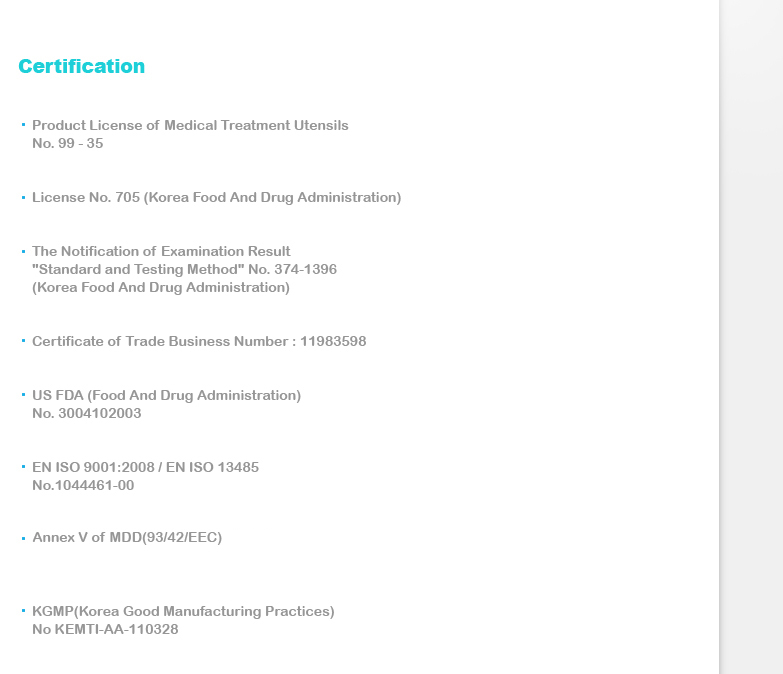 Certification
Product License of Medical Treatment Utensils
No. 99 - 35
License No. 705 (Korea Food And Drug Administration)
The Notification of Examination Result
"Standard and Testing Method" No. 374-1396
(Korea Food And Drug Administration)
Certificate of Trade Business Number : 11983598
US FDA (Food And Drug Administration)
No. 3004102003
EN ISO 9001:2008 / EN ISO 13485
No.1044461-00
Annex V of MDD(93/42/EEC)
KGMP(Korea Good Manufacturing Practices)
No KEMTI-AA-110328